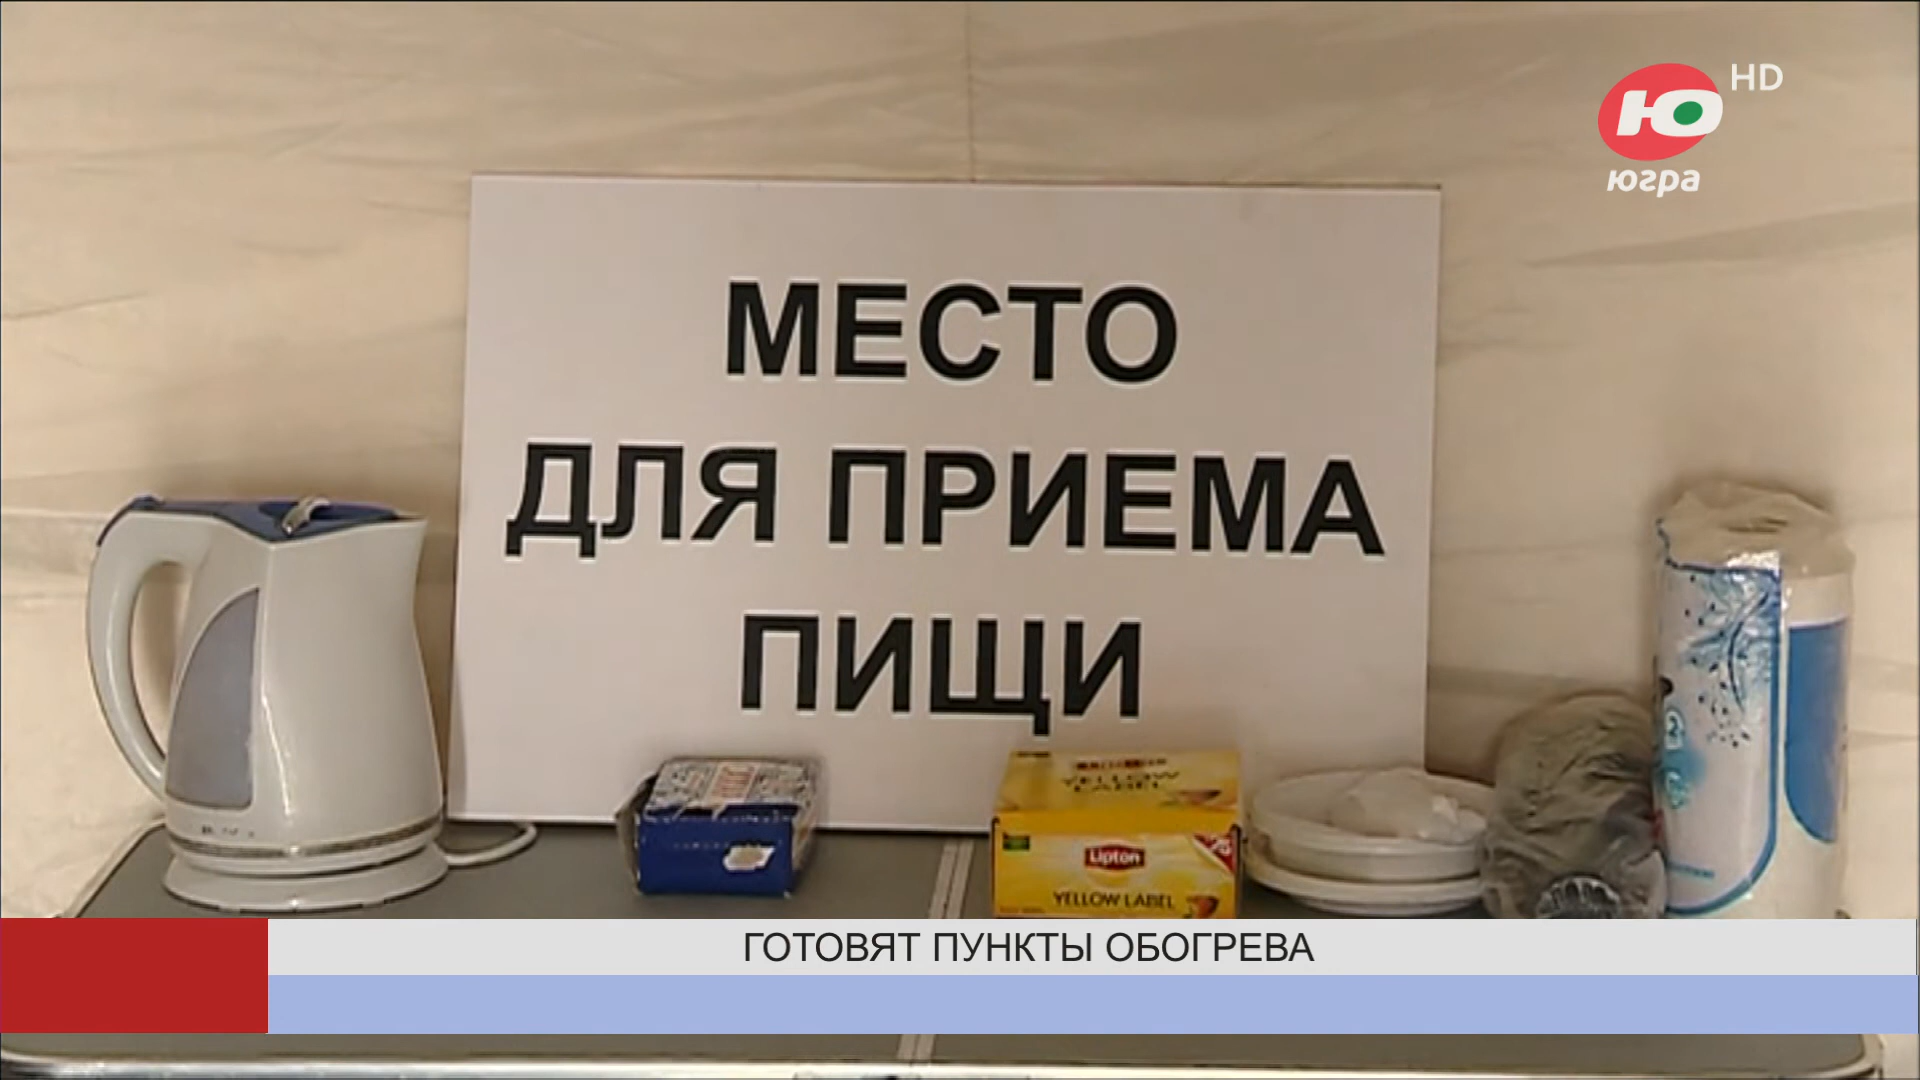 HD
Ю
югра
МЕСТО
ДЛЯ ПРИЕМА
ПИЩИ
YELLOW
LABEL
Lipton
YELLOW LABEL
ГОТОВЯТ ПУНКТЫ ОБОГРЕВА